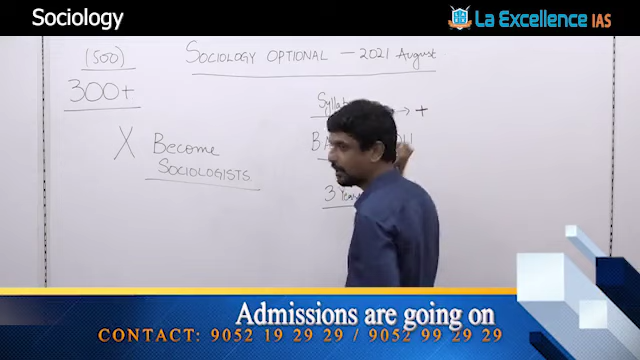 Sociology
La Excellence IAS
(500)
300+
SOCIOLOGY OPTIONAL – 2021 August
X BECOME
SOCIOLOGISTS
→ +
3
Admissions are going on
CONTACT: 9052 19 29 29 / 9052 99 29 29